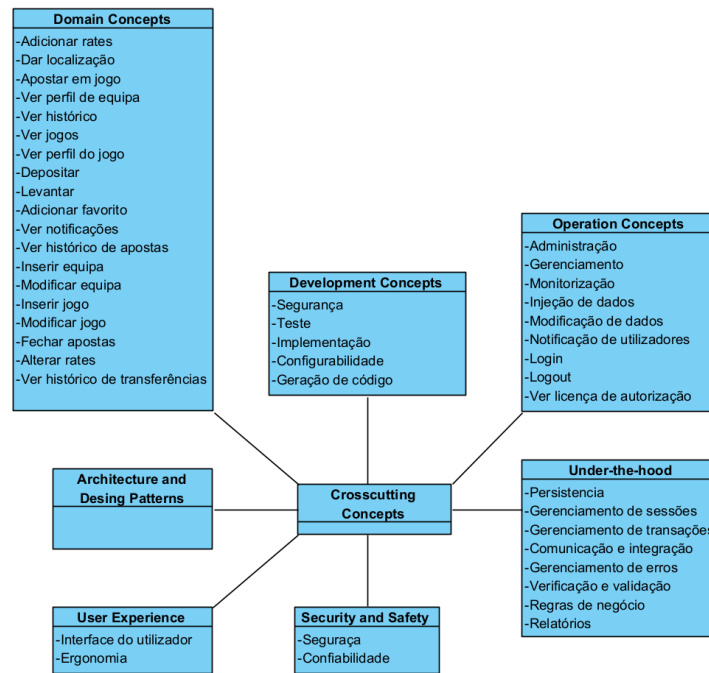 Domain Concepts
-Adicionar rates
-Dar localização
-Apostar em jogo
-Ver perfil de equipa
-Ver histórico
-Ver jogos
-Ver perfil do jogo
-Depositar
-Levantar
-Adicionar favorito
-Ver notificações
-Ver histórico de apostas
-Inserir equipa
-Modificar equipa
-Inserir jogo
-Modificar jogo
-Fechar apostas
-Alterar rates
-Ver histórico de transferências
Development Concepts
-Segurança
-Teste
-Implementação
-Configurabilidade
-Geração de código
Operation Concepts
-Administração
-Gerenciamento
-Monitorização
-Injeção de dados
-Modificação de dados
-Notificação de utilizadores
-Login
-Logout
-Ver licença de autorização
Architecture and
Desing Patterns
Crosscutting
Concepts
Under-the-hood
-Persistencia
-Gerenciamento de sessões
-Gerenciamento de transações
-Comunicação e integração
-Gerenciamento de erros
-Verificação e validação
-Regras de negócio
-Relatórios
User Experience
-Interface do utilizador
-Ergonomia
Security and Safety
-Seguraça
-Confiabilidade